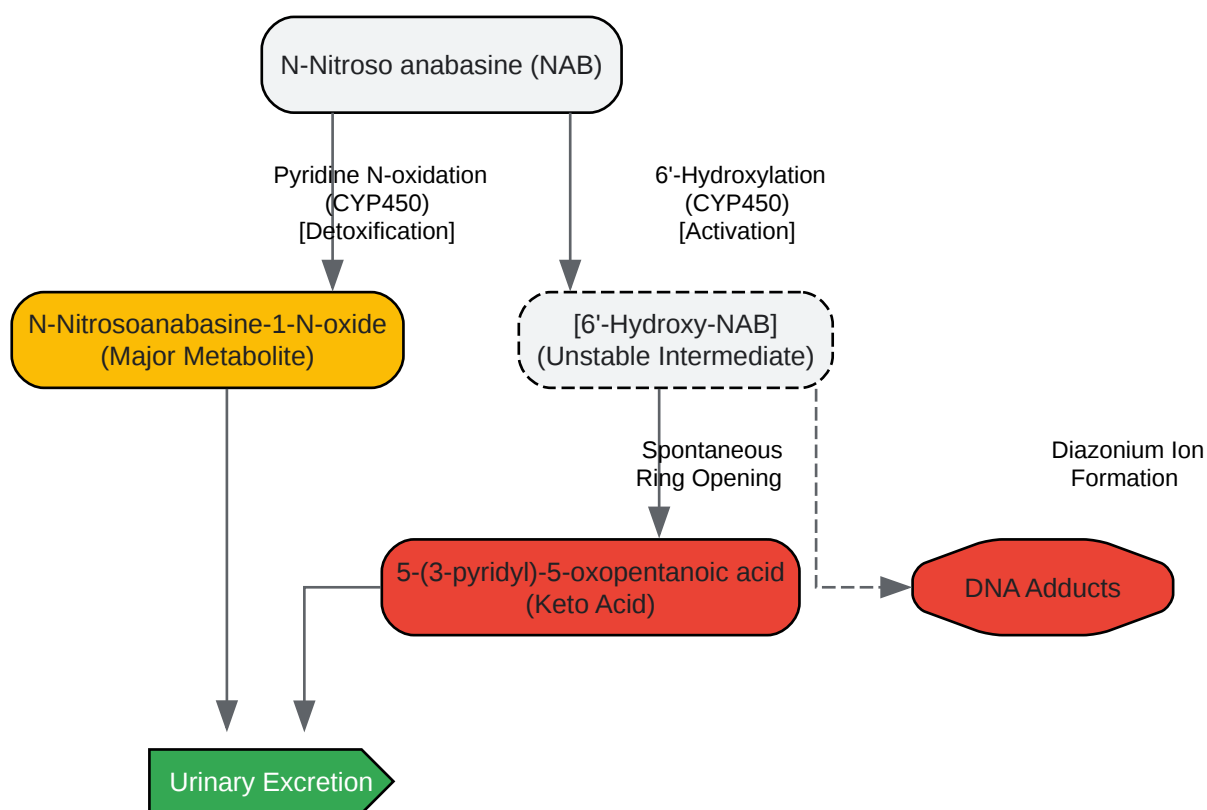 N-Nitroso anabasine (NAB)
Pyridine N-oxidation
(CYP450)
[Detoxification]
6'-Hydroxylation
(CYP450)
[Activation]
N-Nitrosoanabasine-1-N-oxide
(Major Metabolite)
[6'-Hydroxy-NAB]
(Unstable Intermediate)
Spontaneous
Ring Opening
Diazonium Ion
Formation
5-(3-pyridyl)-5-oxopentanoic acid
(Keto Acid)
DNA Adducts
Urinary Excretion